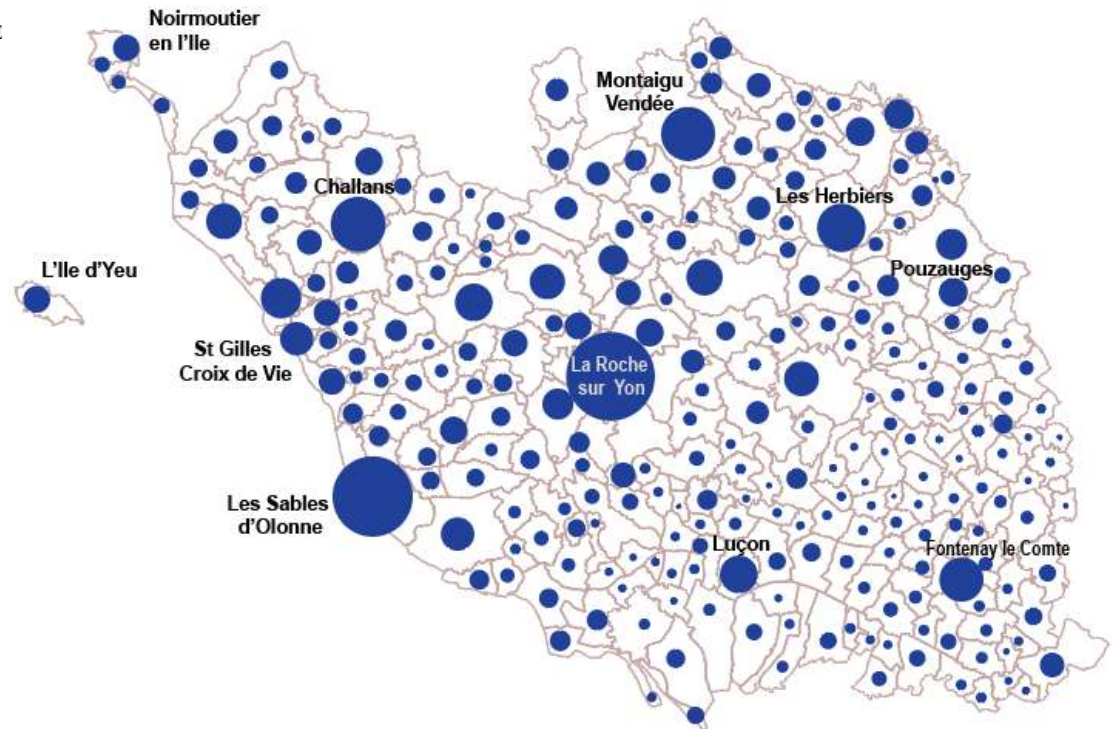 Noirmoutier
en l'Ile
Montaigu
Vendée
Challans
Les Herbiers
L'Ile d'Yeu
Pouzauges
St Gilles
Croix de Vie
La Roche
sur Yon
Les Sables
d'Olonne
Luçon
Fontenay le Comte